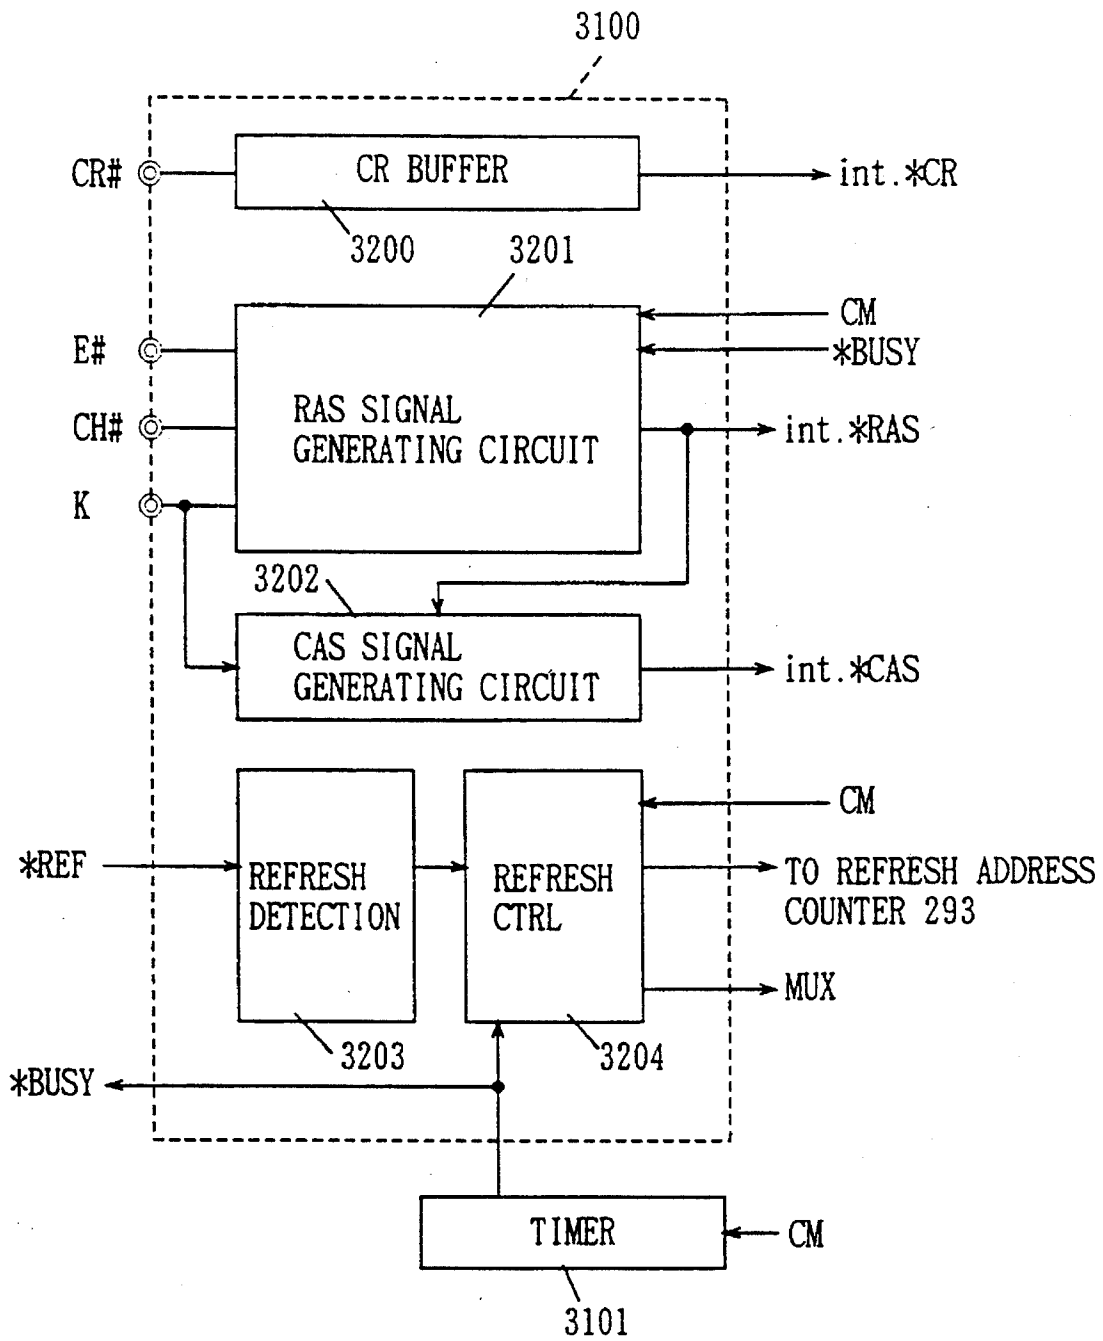 3100
CR#
CR BUFFER
int.*CR
3200
3201
CM
E#
*BUSY
CH#
RAS SIGNAL
GENERATING CIRCUIT
int.*RAS
K
3202
CAS SIGNAL
GENERATING CIRCUIT
int.*CAS
CM
*REF
REFRESH
DETECTION
REFRESH
CTRL
TO REFRESH ADDRESS
COUNTER 293
MUX
3203
3204
*BUSY
TIMER
CM
3101